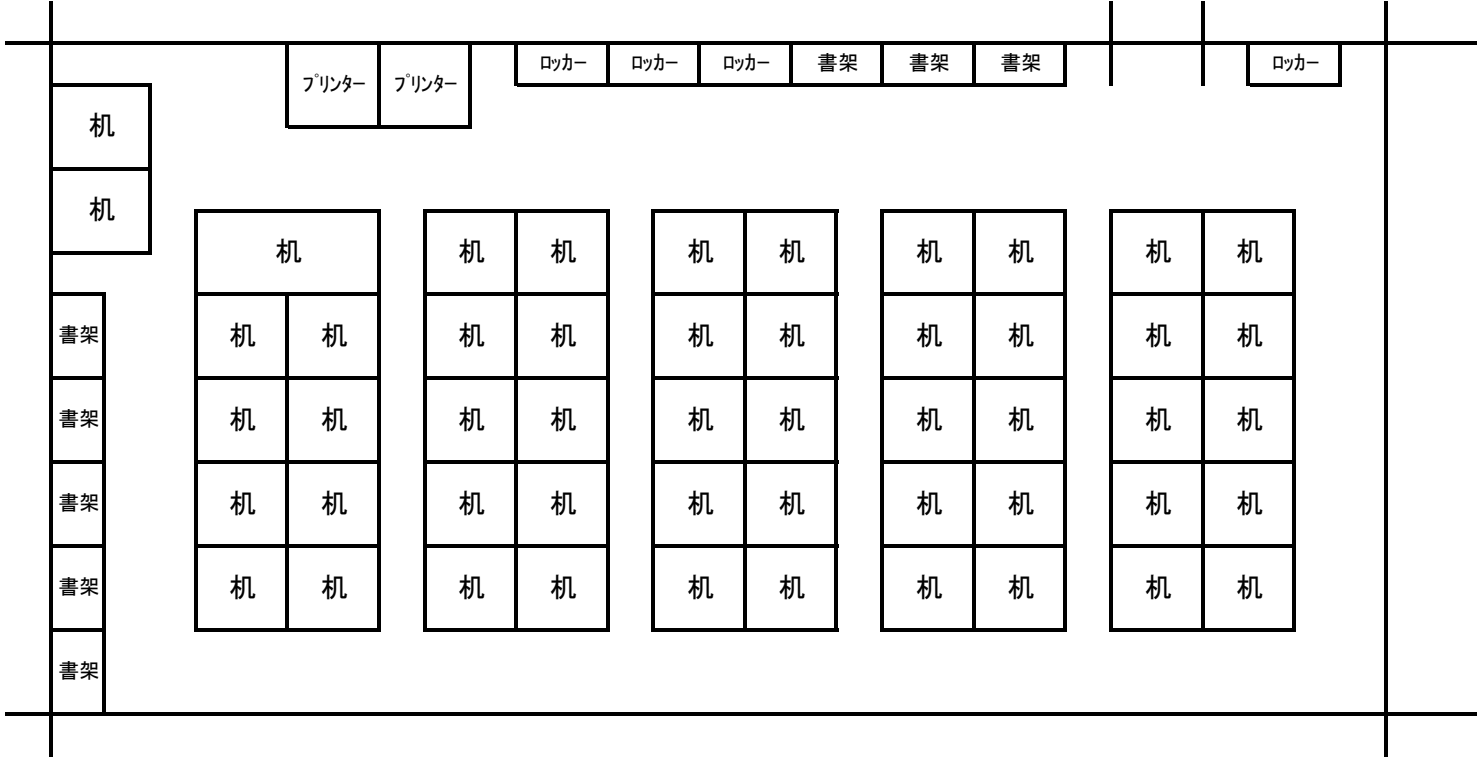 ロッカー ロッカー ロッカー 書架 書架 書架 ロッカー
プリンター プリンター
机
机
机 机 机 机 机 机 机 机 机
書架 机 机 机 机 机 机 机 机 机 机
書架 机 机 机 机 机 机 机 机 机 机
書架 机 机 机 机 机 机 机 机 机 机
書架 机 机 机 机 机 机 机 机 机 机
書架